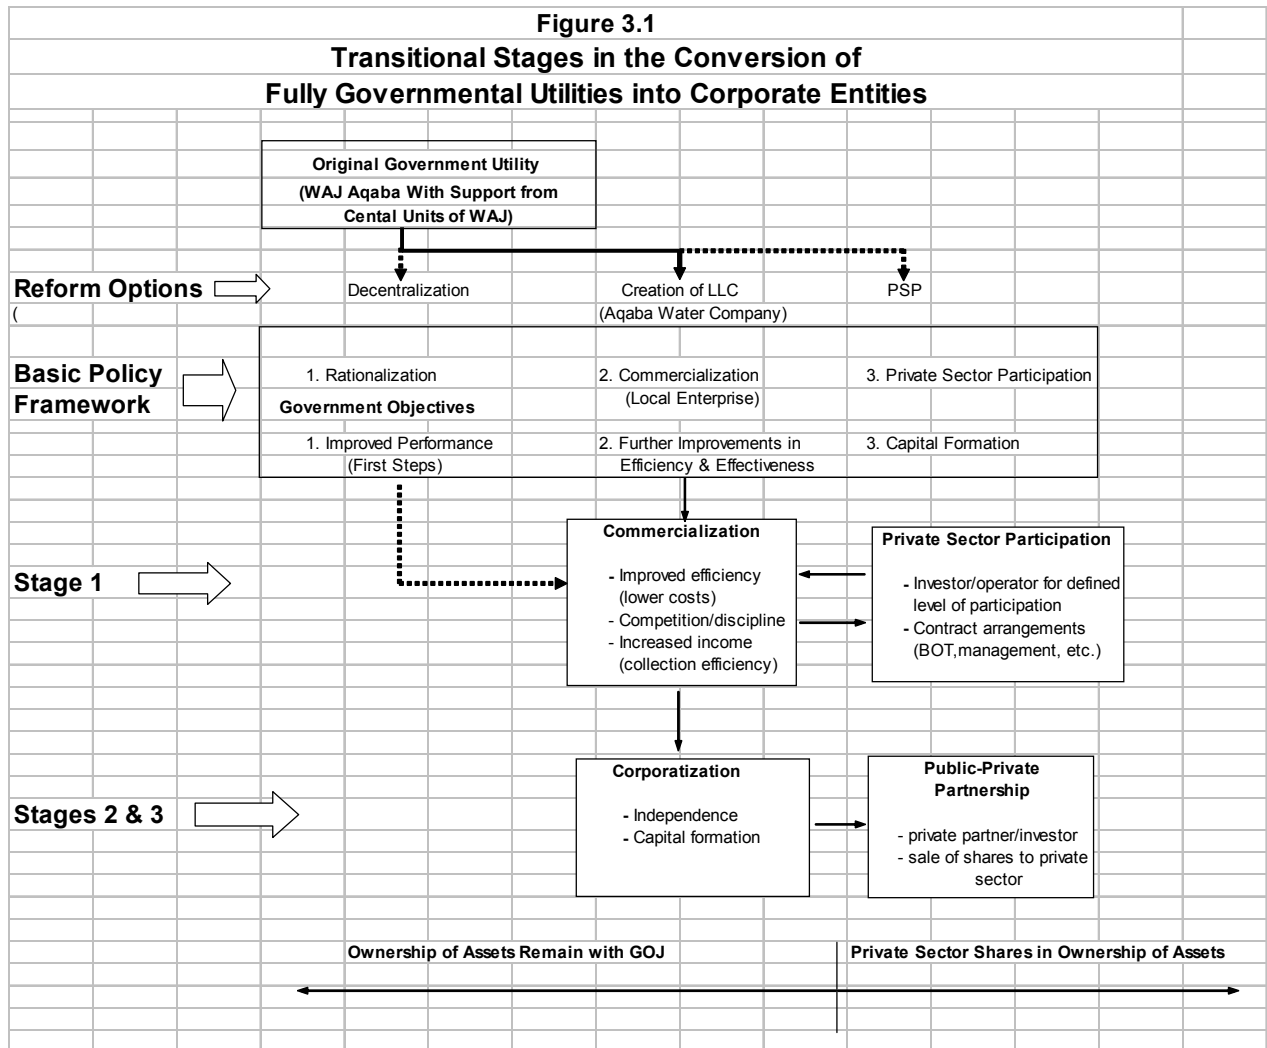 Figure 3.1
Transitional Stages in the Conversion of
Fully Governmental Utilities into Corporate Entities
Original Government Utility
(WAJ Aqaba With Support from
Cental Units of WAJ)
Reform Options
(
Decentralization
Creation of LLC
(Aqaba Water Company)
PSP
Basic Policy
Framework
1. Rationalization
2. Commercialization
(Local Enterprise)
3. Private Sector Participation
Government Objectives
1. Improved Performance
(First Steps)
2. Further Improvements in
Efficiency & Effectiveness
3. Capital Formation
Stage 1
Commercialization
- Improved efficiency
(lower costs)
- Competition/discipline
- Increased income
(collection efficiency)
Private Sector Participation
- Investor/operator for defined
level of participation
- Contract arrangements
(BOT,management, etc.)
Stages 2 & 3
Corporatization
- Independence
- Capital formation
Public-Private
Partnership
- private partner/investor
- sale of shares to private
sector
Ownership of Assets Remain with GOJ
Private Sector Shares in Ownership of Assets